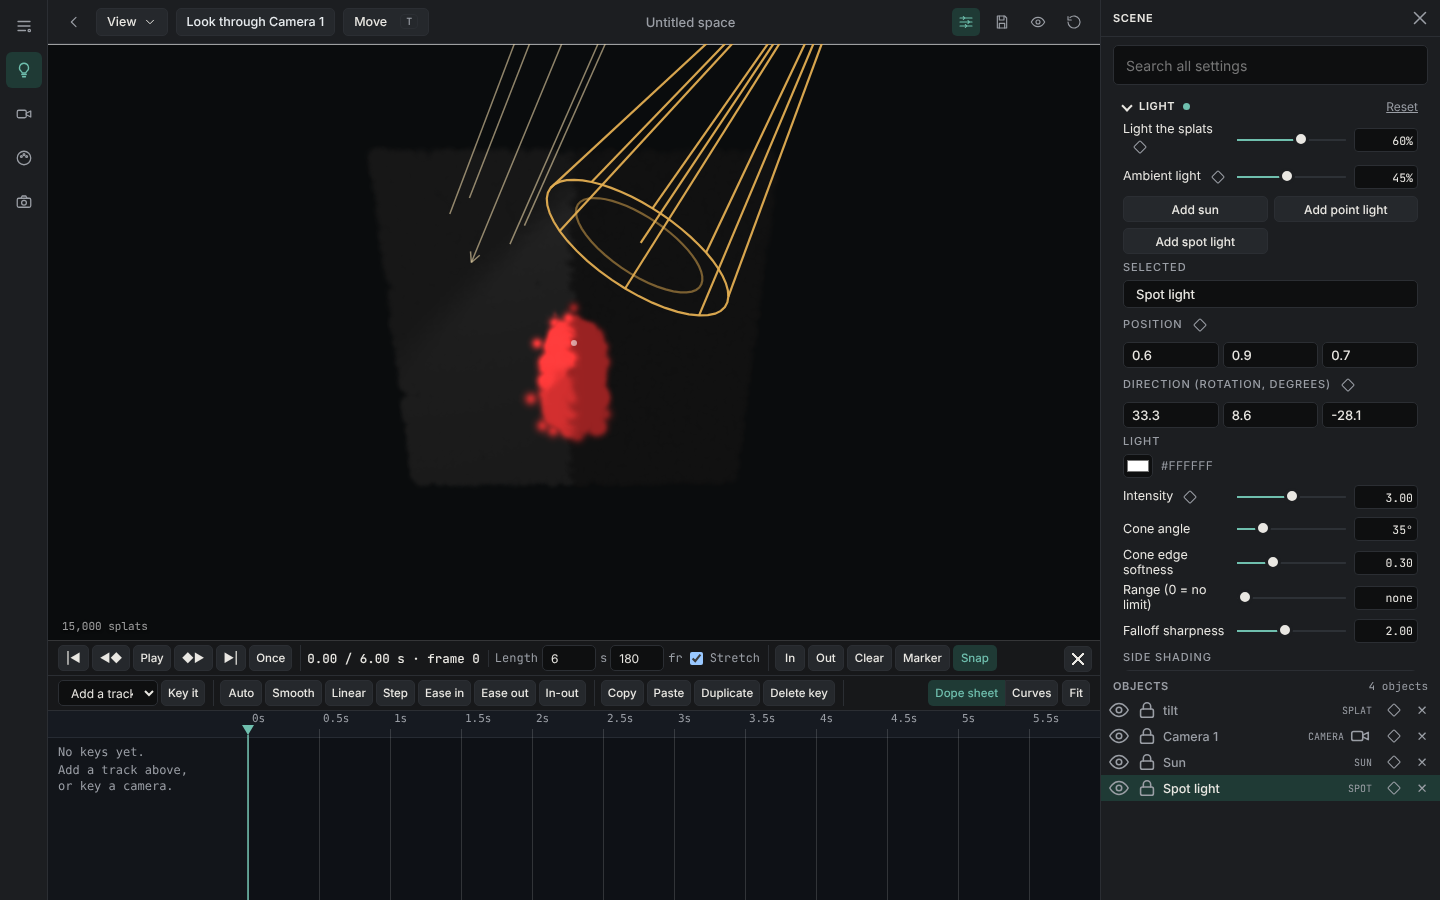 View
Look through Camera 1
Move T
Untitled space
SCENE
Search all settings
LIGHT
Reset
Light the splats
60%
Ambient light
45%
Add sun
Add point light
Add spot light
SELECTED
Spot light
POSITION
0.6 0.9 0.7
DIRECTION (ROTATION, DEGREES)
33.3 8.6 -28.1
LIGHT
#FFFFFF
Intensity
3.00
Cone angle
35°
Cone edge
softness
0.30
Range (0 = no
limit)
none
Falloff sharpness
2.00
SIDE SHADING
OBJECTS
4 objects
tilt SPLAT
Camera 1 CAMERA
Sun SUN
Spot light SPOT
15,000 splats
Play Once 0.00 / 6.00 s · frame 0 Length 6 s 180 fr Stretch In Out Clear Marker Snap
Add a track Key it Auto Smooth Linear Step Ease in Ease out In-out Copy Paste Duplicate Delete key Dope sheet Curves Fit
0s 0.5s 1s 1.5s 2s 2.5s 3s 3.5s 4s 4.5s 5s 5.5s
No keys yet.
Add a track above,
or key a camera.